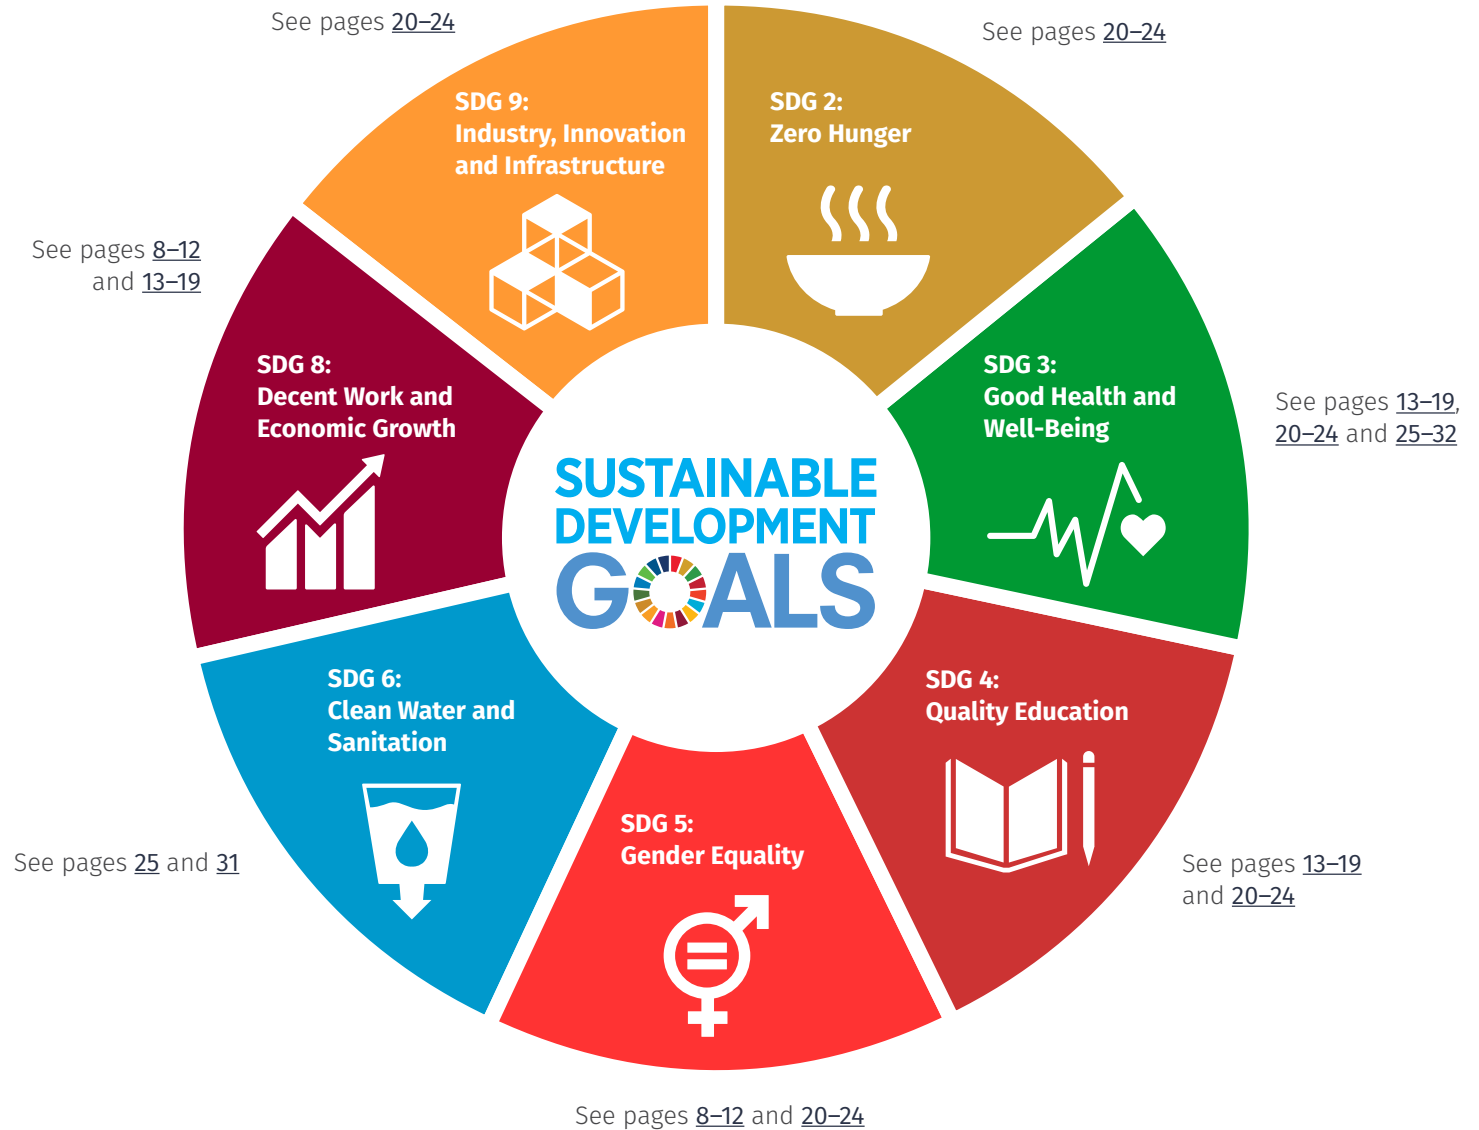 See pages 20–24
SDG 9:
Industry, Innovation
and Infrastructure
See pages 20–24
SDG 2:
Zero Hunger
See pages 13–19,
20–24 and 25–32
SDG 3:
Good Health and
Well-Being
See pages 13–19
and 20–24
SDG 4:
Quality Education
See pages 8–12 and 20–24
SDG 5:
Gender Equality
See pages 25 and 31
SDG 6:
Clean Water and
Sanitation
See pages 8–12
and 13–19
SDG 8:
Decent Work and
Economic Growth
SUSTAINABLE
DEVELOPMENT
GOALS